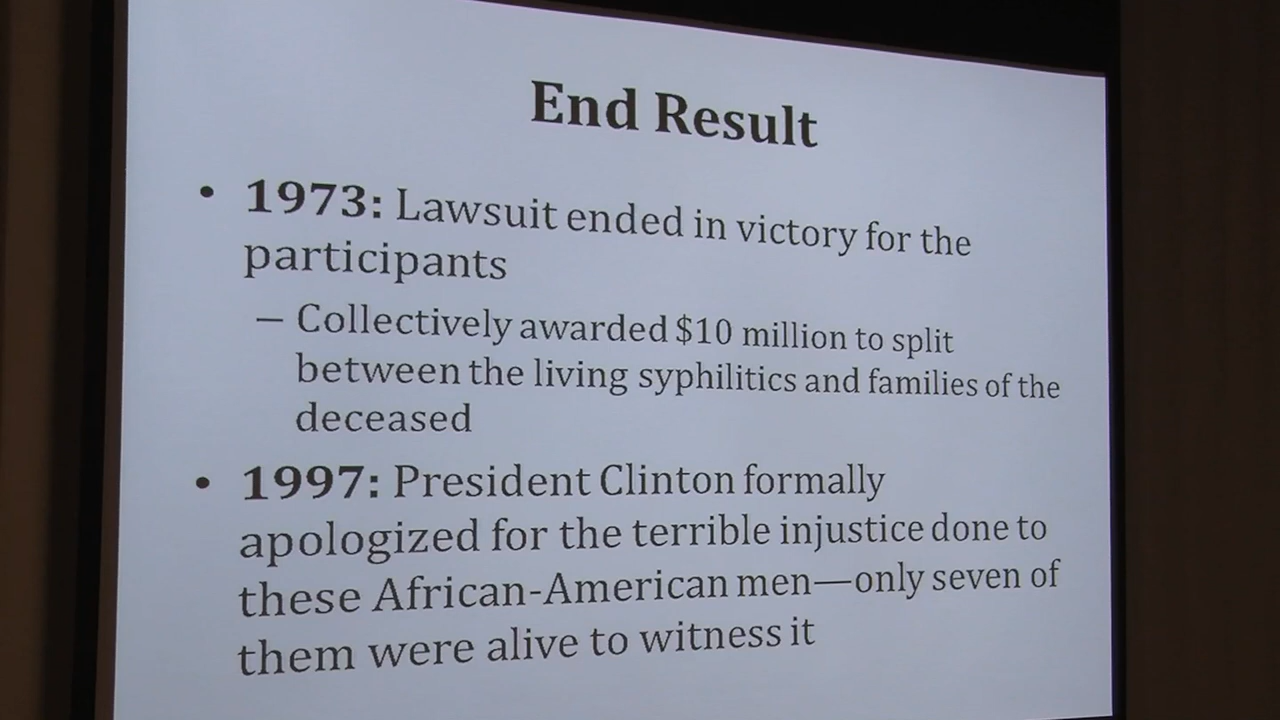 End Result
• 1973: Lawsuit ended in victory for the
participants
– Collectively awarded $10 million to split
between the living syphilitics and families of the
deceased
• 1997: President Clinton formally
apologized for the terrible injustice done to
these African-American men—only seven of
them were alive to witness it